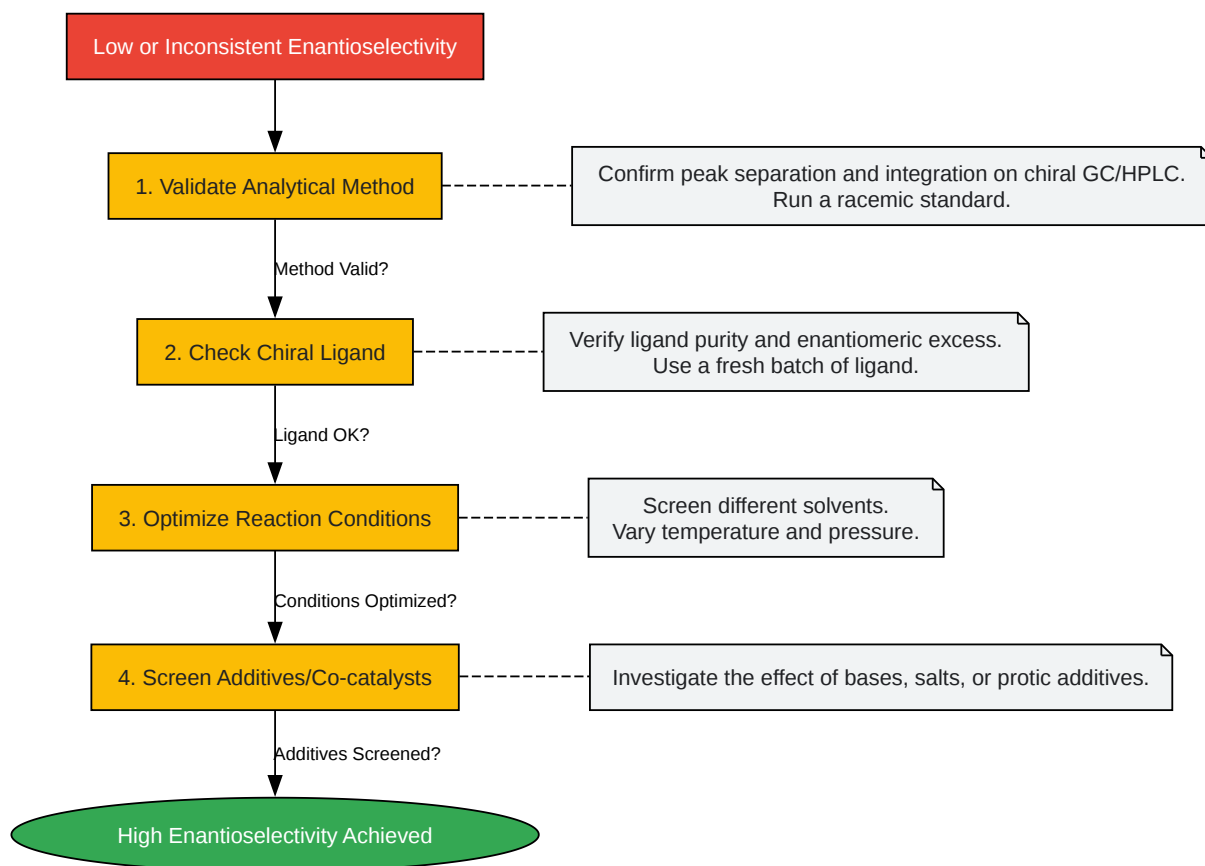 Low or Inconsistent Enantioselectivity
1. Validate Analytical Method
Confirm peak separation and integration on chiral GC/HPLC.
Run a racemic standard.
Method Valid?
2. Check Chiral Ligand
Verify ligand purity and enantiomeric excess.
Use a fresh batch of ligand.
Ligand OK?
3. Optimize Reaction Conditions
Screen different solvents.
Vary temperature and pressure.
Conditions Optimized?
4. Screen Additives/Co-catalysts
Investigate the effect of bases, salts, or protic additives.
Additives Screened?
High Enantioselectivity Achieved